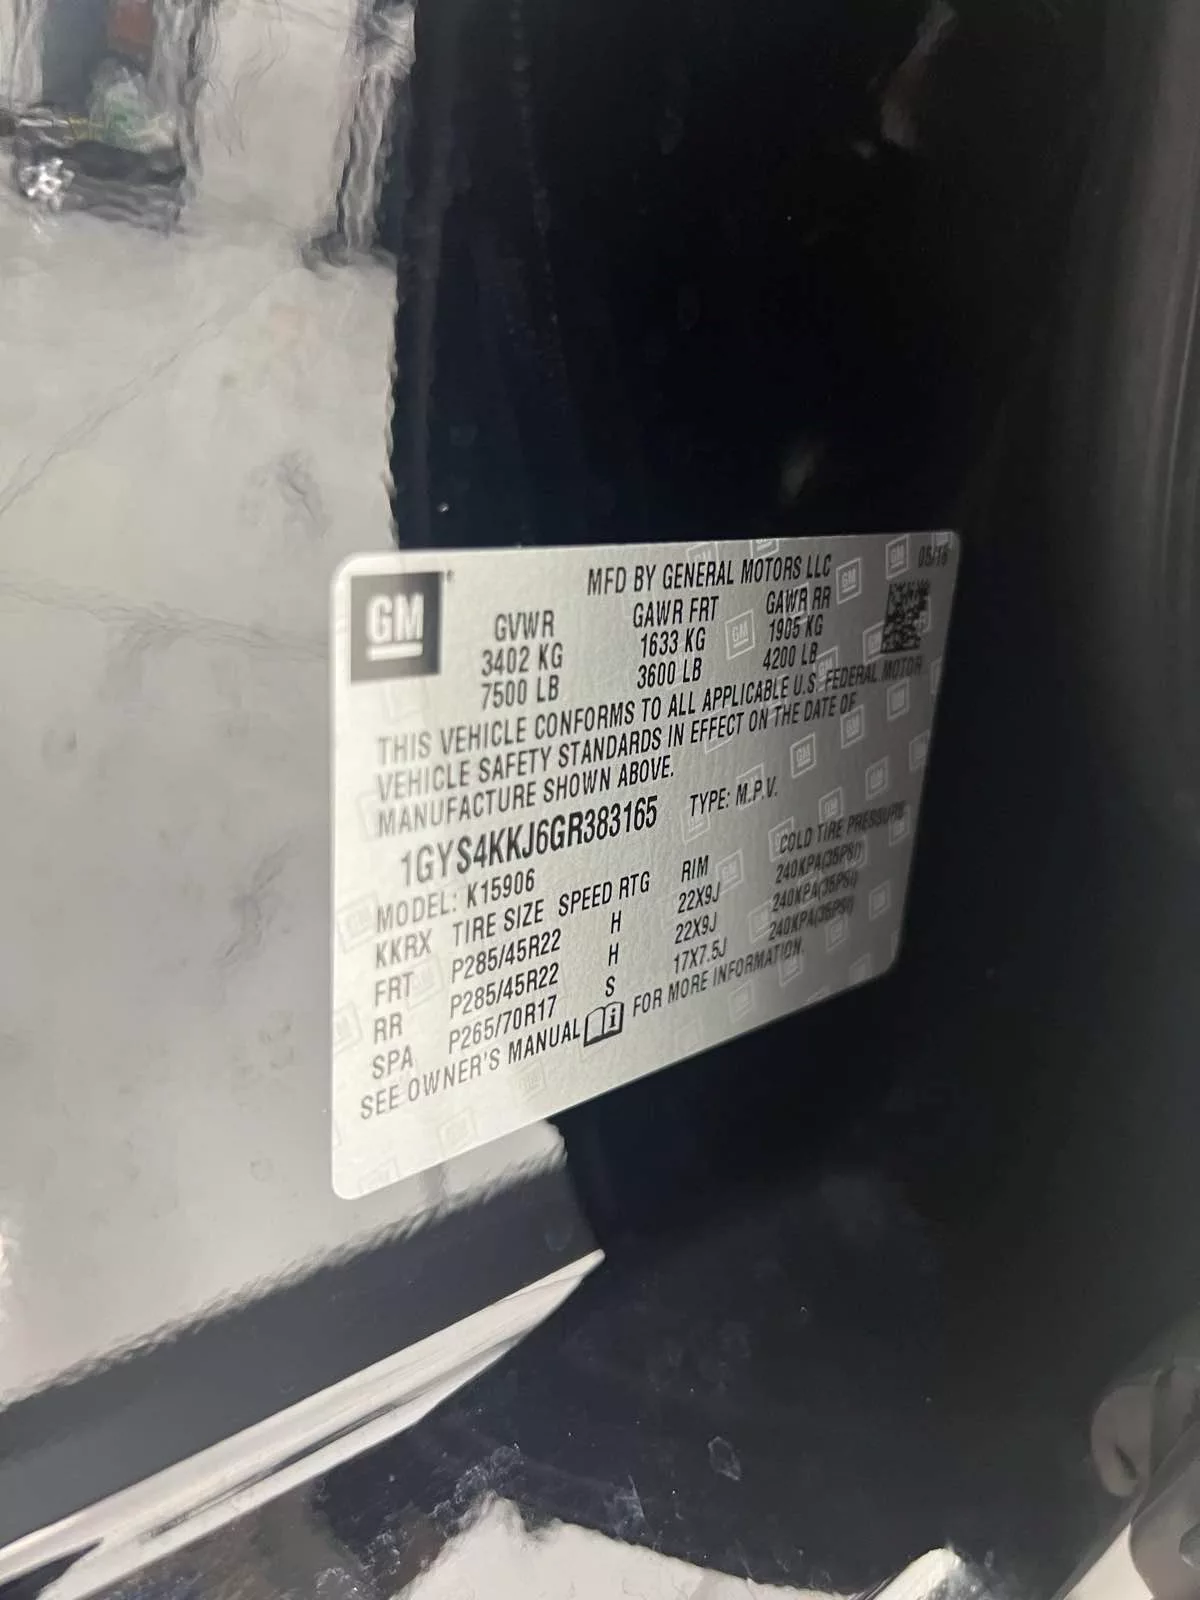 GM
MFD BY GENERAL MOTORS LLC 05/16
GVWR GAWR FRT GAWR RR
3402 KG 1633 KG 1905 KG
7500 LB 3600 LB 4200 LB
THIS VEHICLE CONFORMS TO ALL APPLICABLE U.S. FEDERAL MOTOR
VEHICLE SAFETY STANDARDS IN EFFECT ON THE DATE OF
MANUFACTURE SHOWN ABOVE.
1GYS4KKJ6GR383165 TYPE: M.P.V.
MODEL: K15906
KKRX TIRE SIZE SPEED RTG RIM COLD TIRE PRESSURE
FRT P285/45R22 H 22X9J 240KPA(35PSI)
RR P285/45R22 H 22X9J 240KPA(35PSI)
SPA P265/70R17 S 17X7.5J 240KPA(35PSI)
SEE OWNER'S MANUAL FOR MORE INFORMATION.